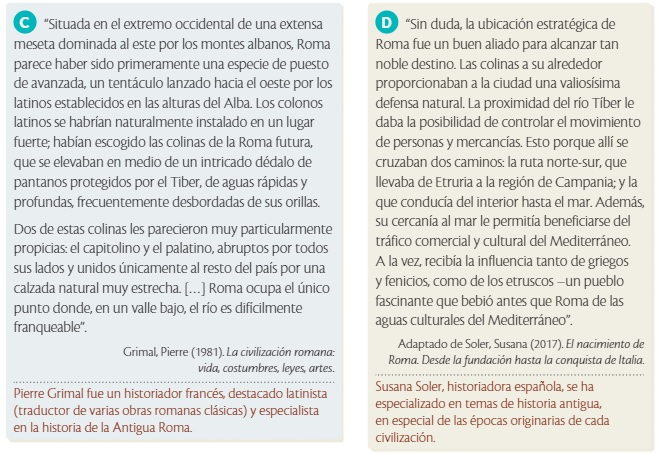 C "Situada en el extremo occidental de una extensa
meseta dominada al este por los montes albanos, Roma
parece haber sido primeramente una especie de puesto
de avanzada, un tentáculo lanzado hacia el oeste por los
latinos establecidos en las alturas del Alba. Los colonos
latinos se habrían naturalmente instalado en un lugar
fuerte; habían escogido las colinas de la Roma futura,
que se elevaban en medio de un intricado dédalo de
pantanos protegidos por el Tiber, de aguas rápidas y
profundas, frecuentemente desbordadas de sus orillas.
Dos de estas colinas les parecieron muy particularmente
propicias: el capitolino y el palatino, abruptos por todos
sus lados y unidos únicamente al resto del país por una
calzada natural muy estrecha. [...] Roma ocupa el único
punto donde, en un valle bajo, el río es difícilmente
franqueable".
Grimal, Pierre (1981). La civilización romana:
vida, costumbres, leyes, artes.
Pierre Grimal fue un historiador francés, destacado latinista
(traductor de varias obras romanas clásicas) y especialista
en la historia de la Antigua Roma.
D "Sin duda, la ubicación estratégica de
Roma fue un buen aliado para alcanzar tan
noble destino. Las colinas a su alrededor
proporcionaban a la ciudad una valiosísima
defensa natural. La proximidad del río Tíber le
daba la posibilidad de controlar el movimiento
de personas y mercancías. Esto porque allí se
cruzaban dos caminos: la ruta norte-sur, que
llevaba de Etruria a la región de Campania; y la
que conducía del interior hasta el mar. Además,
su cercanía al mar le permitía beneficiarse del
tráfico comercial y cultural del Mediterráneo.
A la vez, recibía la influencia tanto de griegos
y fenicios, como de los etruscos –un pueblo
fascinante que bebió antes que Roma de las
aguas culturales del Mediterráneo".
Adaptado de Soler, Susana (2017). El nacimiento de
Roma. Desde la fundación hasta la conquista de Italia.
Susana Soler, historiadora española, se ha
especializado en temas de historia antigua,
en especial de las épocas originarias de cada
civilización.